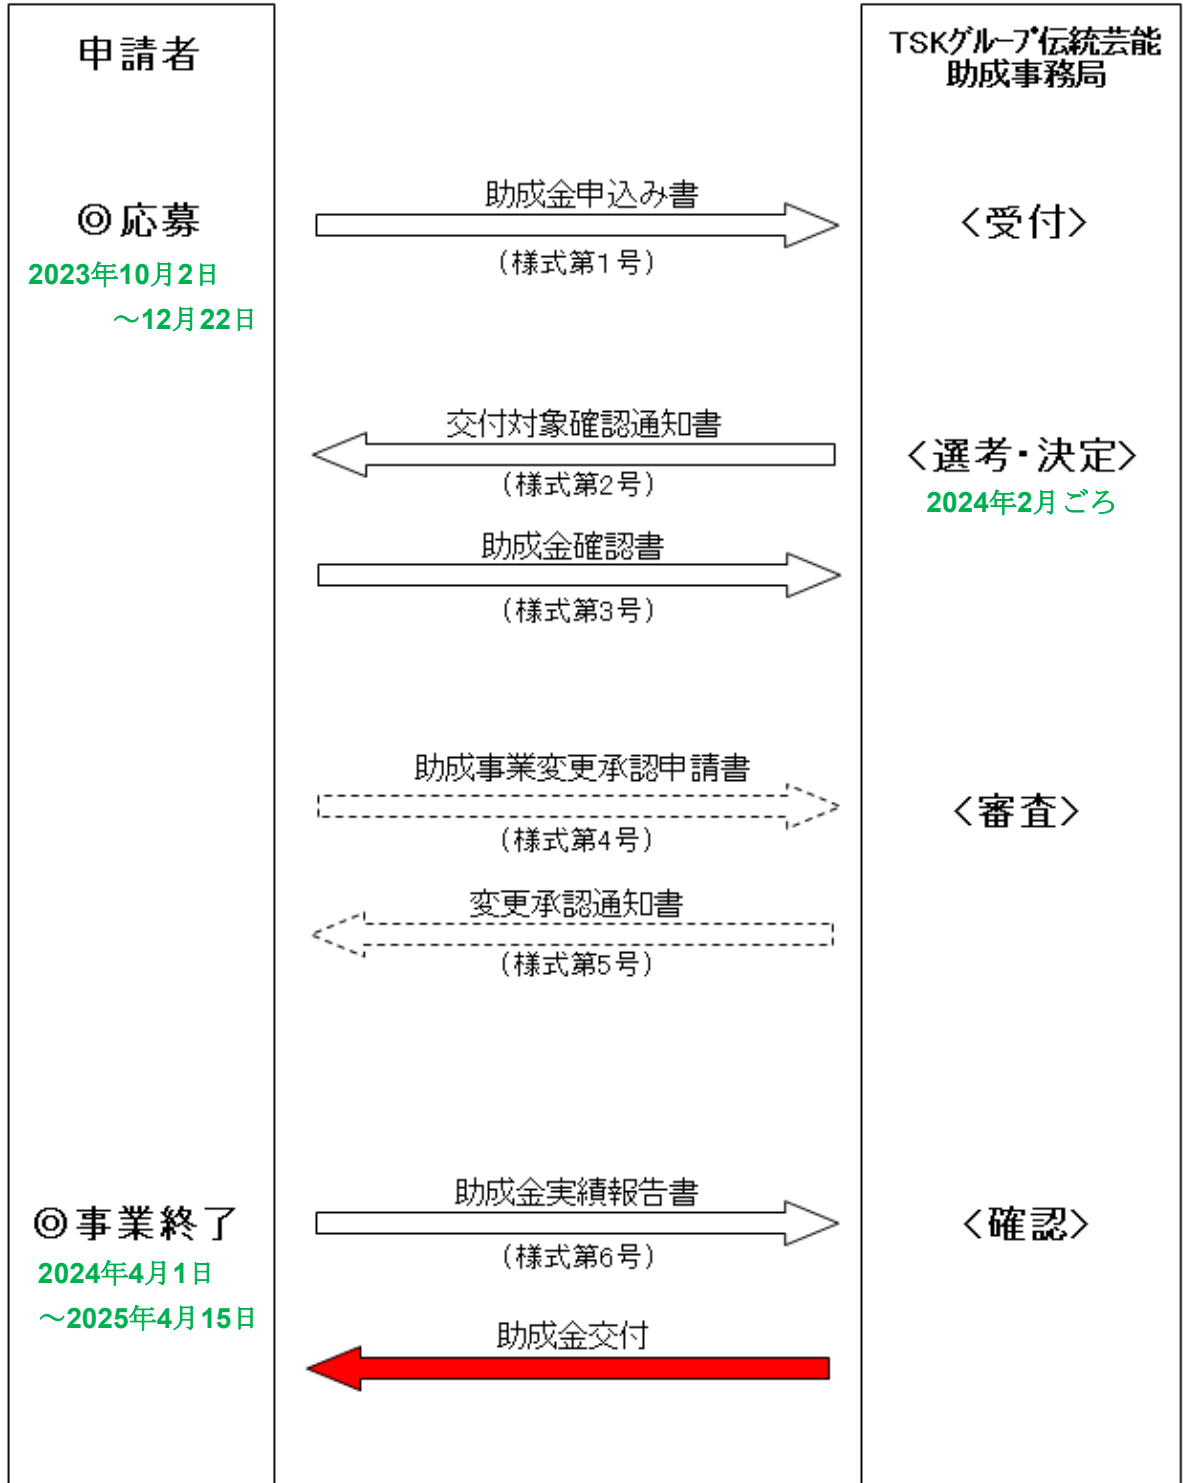 申請者
TSKグループ伝統芸能
助成事務局
助成金申込み書
◎応募
<受付>
(様式第1号)
2023年10月2日
～12月22日
交付対象確認通知書
<選考・決定>
(様式第2号)
2024年2月ごろ
助成金確認書
(様式第3号)
助成事業変更承認申請書
<審査>
(様式第4号)
変更承認通知書
(様式第5号)
助成金実績報告書
◎事業終了
<確認>
(様式第6号)
2024年4月1日
～2025年4月15日
助成金交付